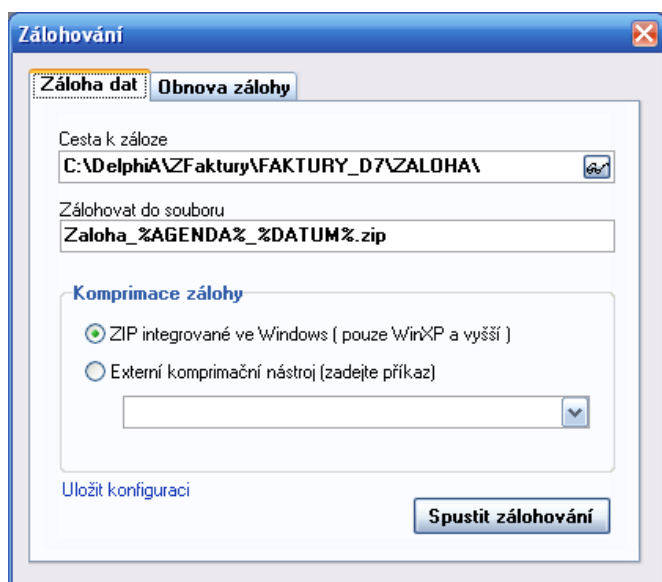 Zálohování
Záloha dat
Obnova zálohy
Cesta k záloze
C:\DelphiA\ZFaktury\FAKTURY_D7\ZALOHA\
Zálohovat do souboru
Zaloha_%AGENDA%_%DATUM%.zip
Komprimace zálohy
ZIP integrované ve Windows ( pouze WinXP a vyšší )
Externí komprimační nástroj (zadejte příkaz)
Uložit konfiguraci
Spustit zálohování